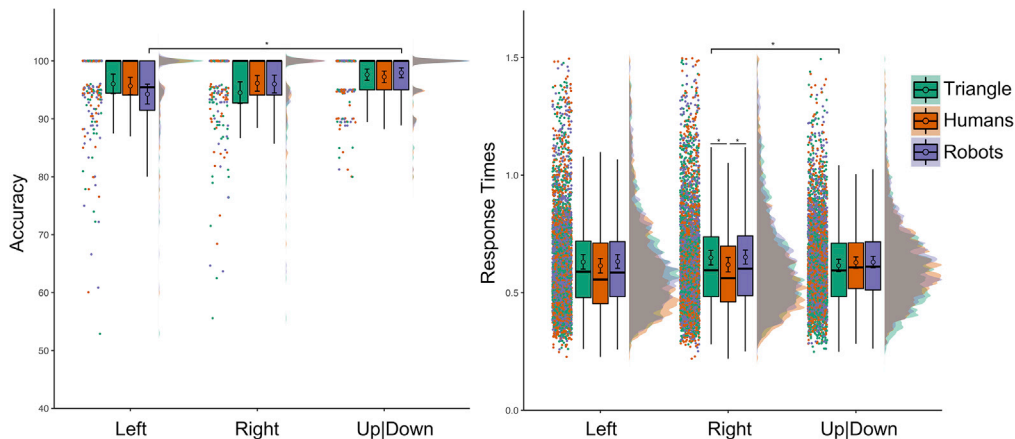 *
*
Triangle
Humans
Robots
* *
Accuracy
100
90
80
70
60
50
40
Left
Right
Up|Down
Response Times
1.5
1.0
0.5
0.0
Left
Right
Up|Down